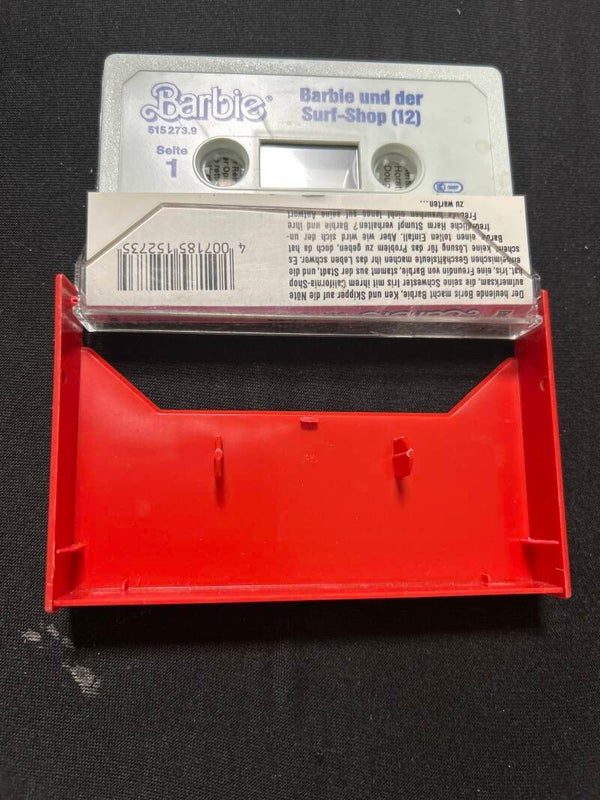 Barbie®
Barbie und der
Surf-Shop (12)
515 273.9
Seite
1
Der heulende Boris macht Barbie, Ken und Skipper auf die Nöte
aufmerksam, die seine Schwester Iris mit ihrem California-Shop
hat. Iris, eine Freundin von Barbie, stammt aus der Stadt, und die
einheimischen Geschäftsleute machen ihr das Leben schwer. Es
scheint keine Lösung für das Problem zu geben, doch da hat
Barbie einen tollen Einfall. Aber wie wird sich der un-
freundliche Harm Stumpf verhalten? Barbie und ihre
Freunde brauchen nicht lange auf seine Antwort
zu warten...
4 007185 152735